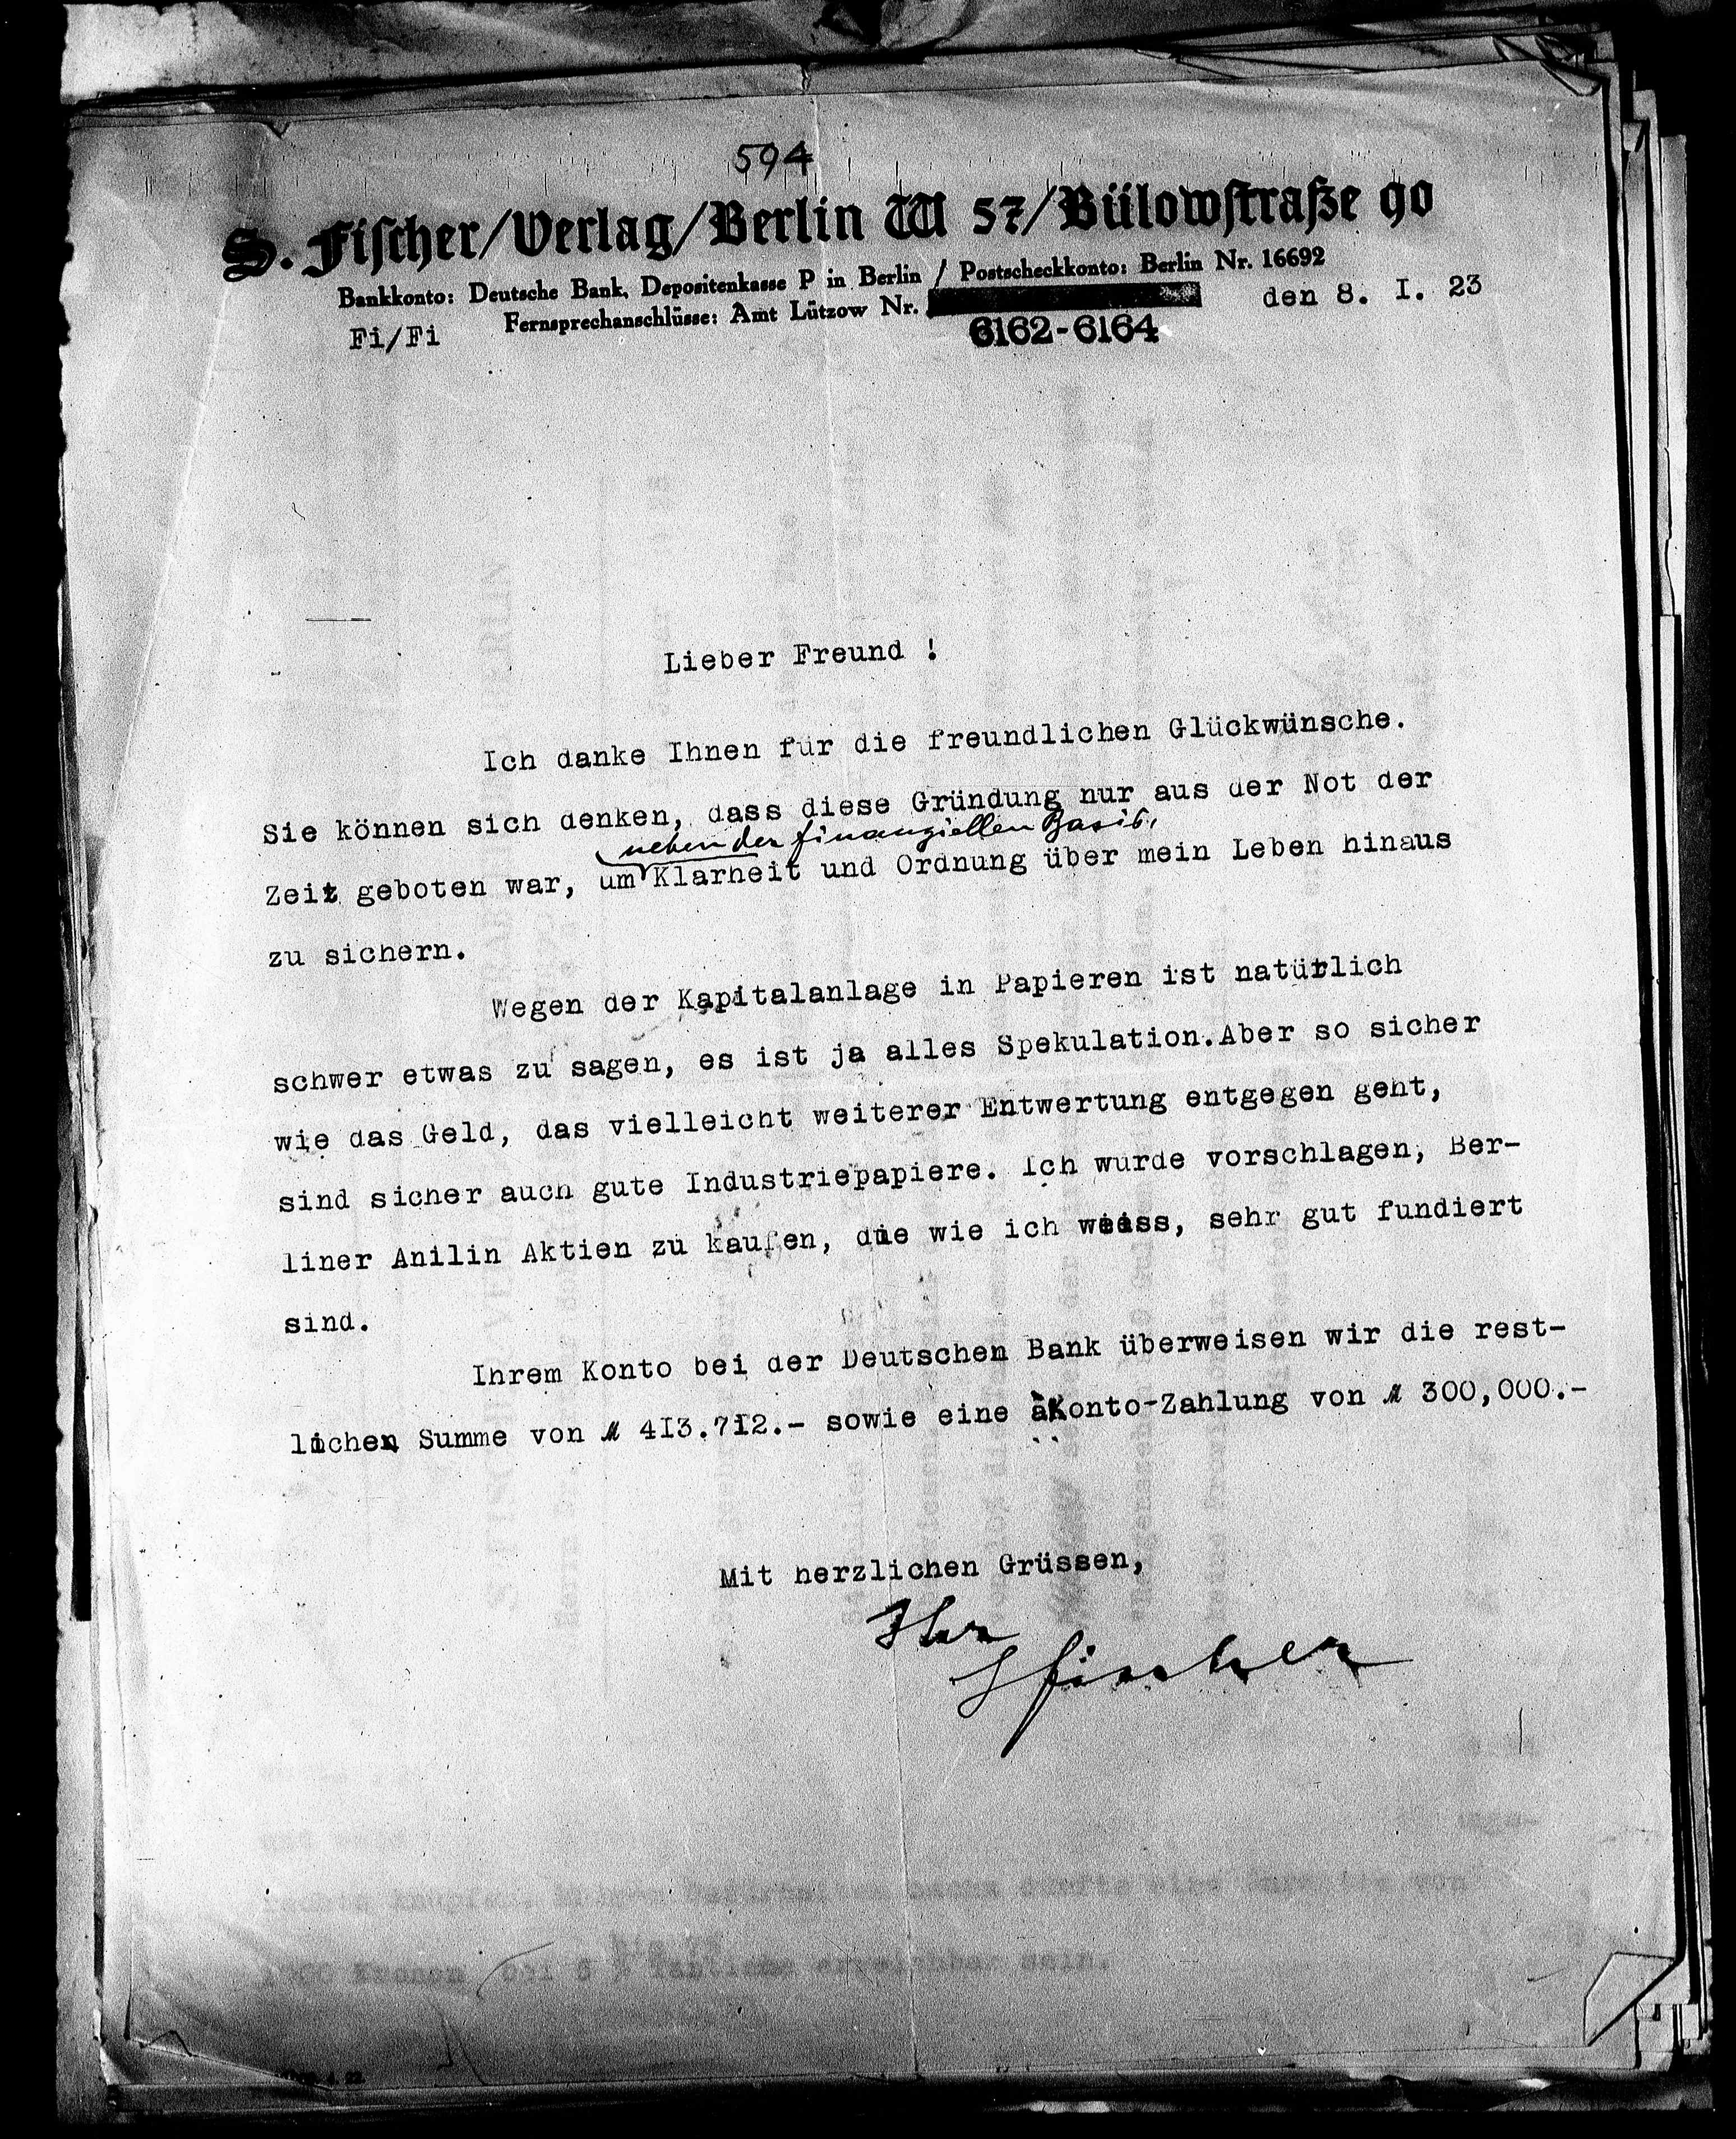 594
S. Fischer/Verlag/Berlin W 57/Bülowstraße 90
Bankkonto: Deutsche Bank, Depositenkasse P in Berlin / Postscheckkonto: Berlin Nr. 16692
Fernsprechanschlüsse: Amt Lützow Nr.
6162-6164
Fi/Fi
den 8. I. 23
Lieber Freund !
Ich danke Ihnen für die freundlichen Glückwünsche.
Sie können sich denken, dass diese Gründung nur aus der Not der
neben der finanziellen Basis,
Zeit geboten war, um Klarheit und Ordnung über mein Leben hinaus
zu sichern.
Wegen der Kapitalanlage in Papieren ist natürlich
schwer etwas zu sagen, es ist ja alles Spekulation.Aber so sicher
wie das Geld, das vielleicht weiterer Entwertung entgegen geht,
sind sicher auch gute Industriepapiere. Ich würde vorschlagen, Ber-
liner Anilin Aktien zu kaufen, die wie ich weiss, sehr gut fundiert
sind.
Ihrem Konto bei der Deutschen Bank überweisen wir die rest-
lichen Summe von M 413.712.- sowie eine àKonto-Zahlung von M 300,000.-
Mit herzlichen Grüssen,
Ihr
SFischer